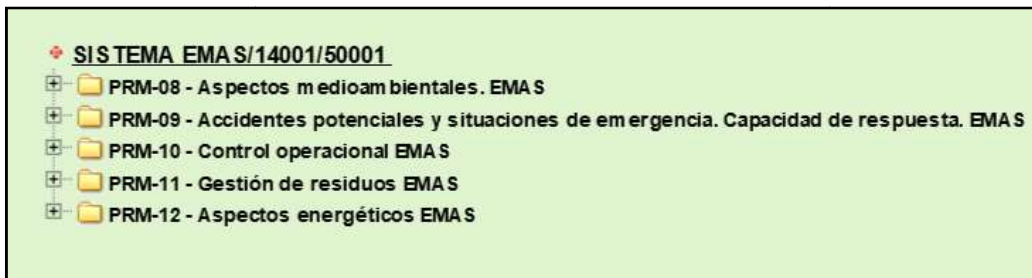 SISTEMA EMAS/14001/50001
PRM-08 - Aspectos medioambientales. EMAS
PRM-09 - Accidentes potenciales y situaciones de emergencia. Capacidad de respuesta. EMAS
PRM-10 - Control operacional EMAS
PRM-11 - Gestión de residuos EMAS
PRM-12 - Aspectos energéticos EMAS